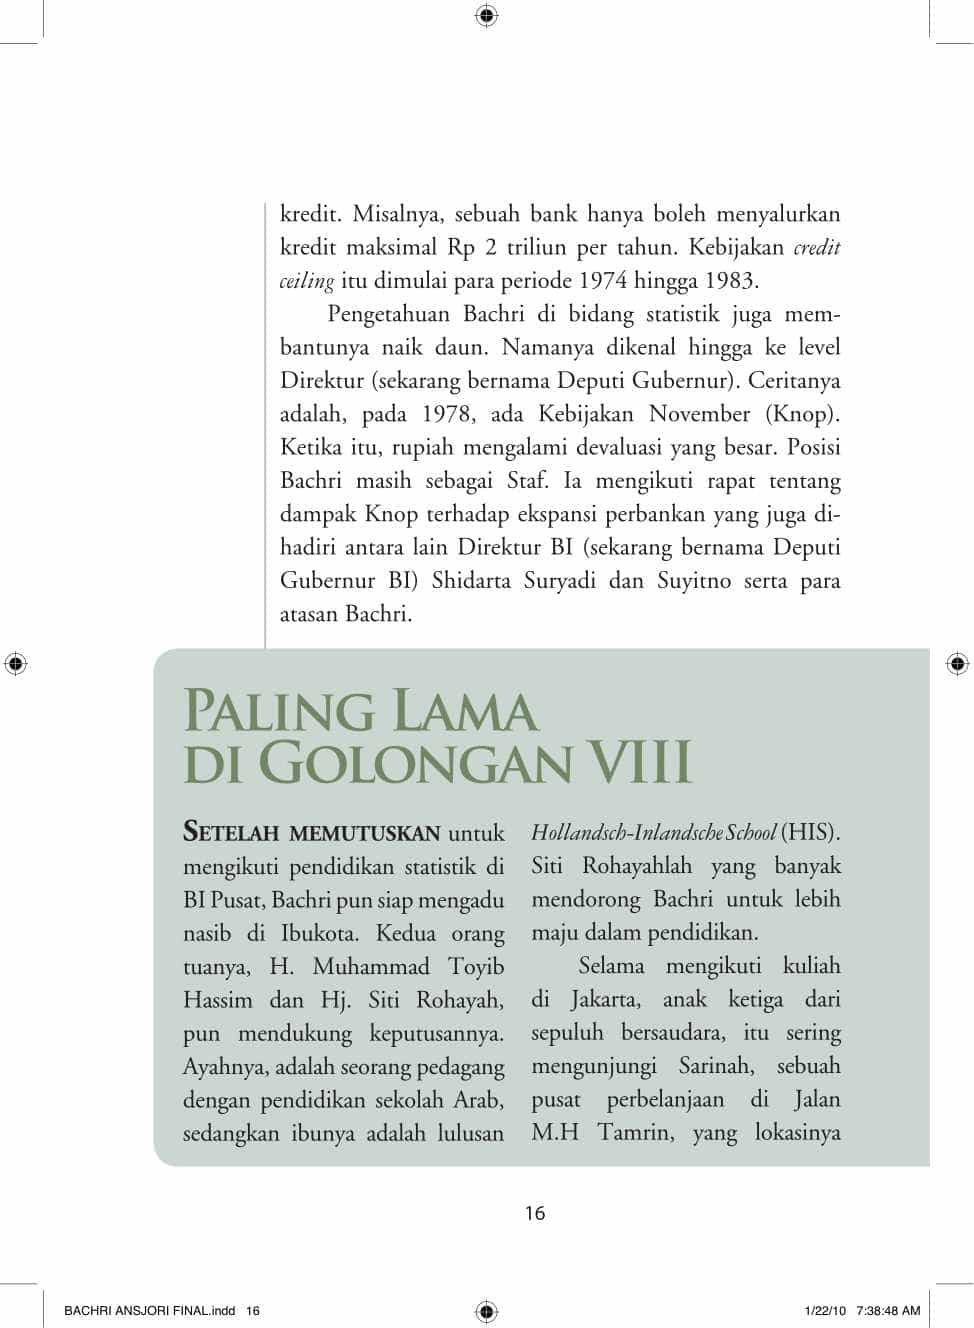 kredit. Misalnya, sebuah bank hanya boleh menyalurkan
kredit maksimal Rp 2 triliun per tahun. Kebijakan credit
ceiling itu dimulai para periode 1974 hingga 1983.
Pengetahuan Bachri di bidang statistik juga mem-
bantunya naik daun. Namanya dikenal hingga ke level
Direktur (sekarang bernama Deputi Gubernur). Ceritanya
adalah, pada 1978, ada Kebijakan November (Knop).
Ketika itu, rupiah mengalami devaluasi yang besar. Posisi
Bachri masih sebagai Staf. Ia mengikuti rapat tentang
dampak Knop terhadap ekspansi perbankan yang juga di-
hadiri antara lain Direktur BI (sekarang bernama Deputi
Gubernur BI) Shidarta Suryadi dan Suyitno serta para
atasan Bachri.
PALING LAMA
DI GOLONGAN VIII
SETELAH MEMUTUSKAN untuk
mengikuti pendidikan statistik di
BI Pusat, Bachri pun siap mengadu
nasib di Ibukota. Kedua orang
tuanya, H. Muhammad Toyib
Hassim dan Hj. Siti Rohayah,
pun mendukung keputusannya.
Ayahnya, adalah seorang pedagang
dengan pendidikan sekolah Arab,
sedangkan ibunya adalah lulusan
Hollandsch-Inlandsche School (HIS).
Siti Rohayahlah yang banyak
mendorong Bachri untuk lebih
maju dalam pendidikan.
Selama mengikuti kuliah
di Jakarta, anak ketiga dari
sepuluh bersaudara, itu sering
mengunjungi Sarinah, sebuah
pusat perbelanjaan di Jalan
M.H Tamrin, yang lokasinya
16
BACHRI ANSJORI FINAL.indd 16
1/22/10 7:38:48 AM